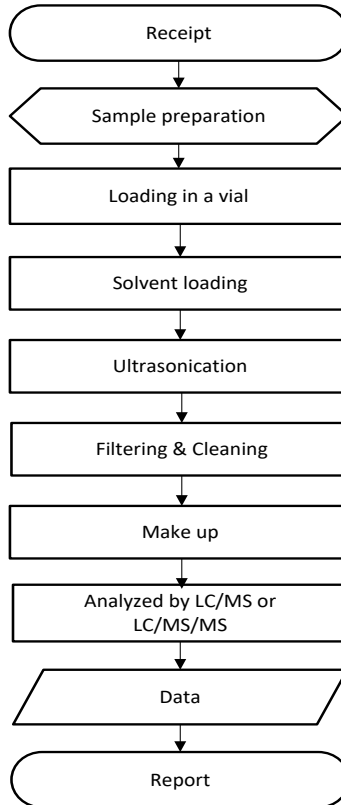 Receipt
Sample preparation
Loading in a vial
Solvent loading
Ultrasonication
Filtering & Cleaning
Make up
Analyzed by LC/MS or
LC/MS/MS
Data
Report